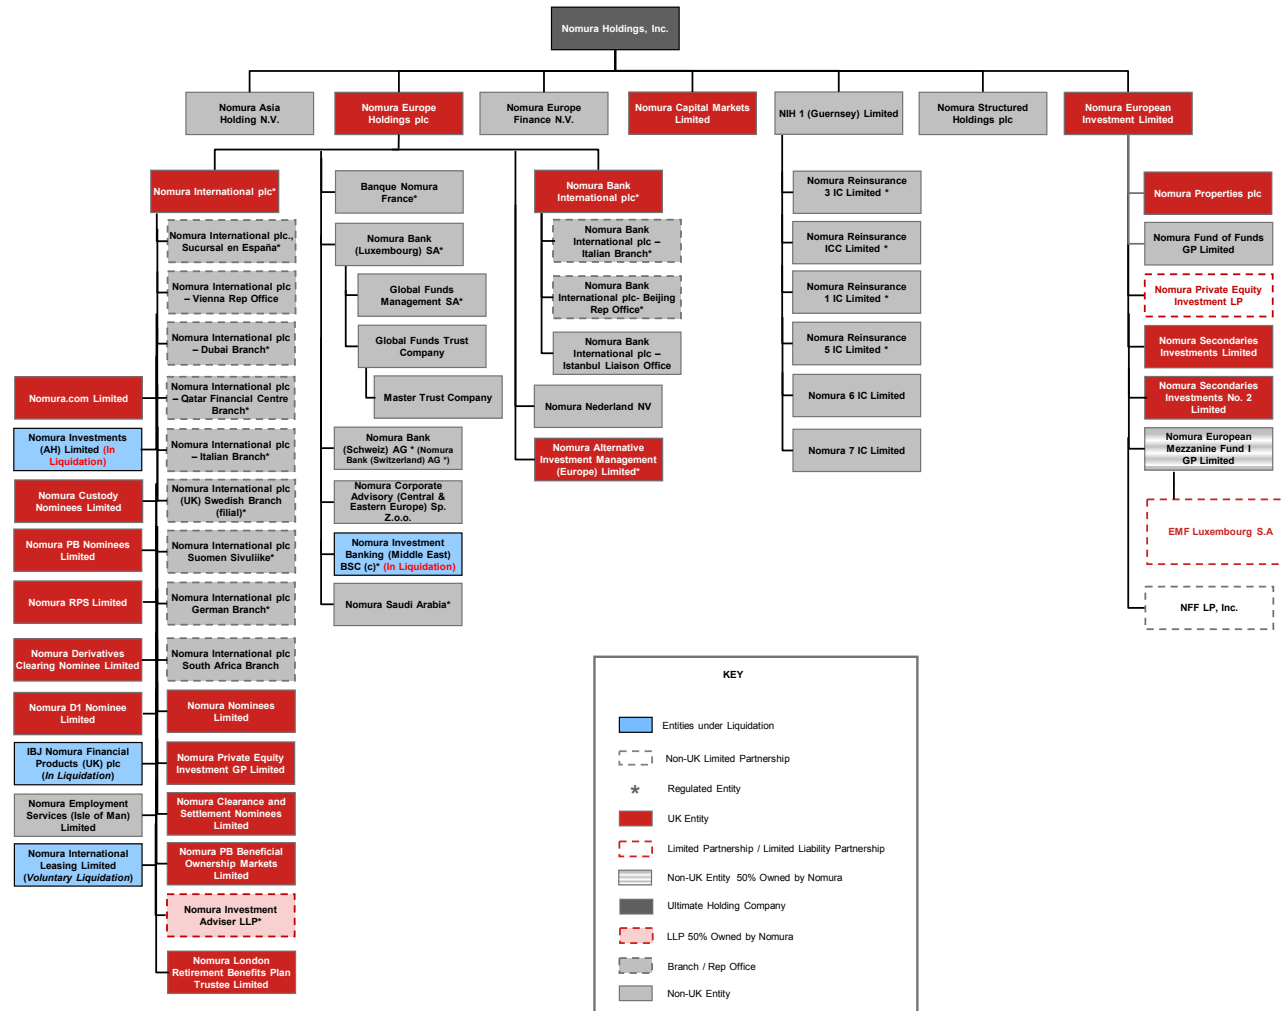 Nomura Holdings, Inc.
Nomura Asia
Holding N.V.
Nomura Europe
Holdings plc
Nomura Europe
Finance N.V.
Nomura Capital Markets
Limited
NIH 1 (Guernsey) Limited
Nomura Structured
Holdings plc
Nomura European
Investment Limited
Nomura International plc*
Nomura International plc.,
Sucursal en España*
Nomura International plc
– Vienna Rep Office
Nomura International plc
– Dubai Branch*
Nomura International plc
– Qatar Financial Centre
Branch*
Nomura International plc
– Italian Branch*
Nomura International plc
(UK) Swedish Branch
(filial)*
Nomura International plc
Suomen Sivuliike*
Nomura International plc
German Branch*
Nomura International plc
South Africa Branch
Nomura Nominees
Limited
Nomura Private Equity
Investment GP Limited
Nomura Clearance and
Settlement Nominees
Limited
Nomura PB Beneficial
Ownership Markets
Limited
Nomura Investment
Adviser LLP*
Nomura London
Retirement Benefits Plan
Trustee Limited
Nomura.com Limited
Nomura Investments
(AH) Limited (In
Liquidation)
Nomura Custody
Nominees Limited
Nomura PB Nominees
Limited
Nomura RPS Limited
Nomura Derivatives
Clearing Nominee Limited
Nomura D1 Nominee
Limited
IBJ Nomura Financial
Products (UK) plc
(In Liquidation)
Nomura Employment
Services (Isle of Man)
Limited
Nomura International
Leasing Limited
(Voluntary Liquidation)
Banque Nomura
France*
Nomura Bank
(Luxembourg) SA*
Global Funds
Management SA*
Global Funds Trust
Company
Master Trust Company
Nomura Bank
(Schweiz) AG * (Nomura
Bank (Switzerland) AG *)
Nomura Corporate
Advisory (Central &
Eastern Europe) Sp.
Z.o.o.
Nomura Investment
Banking (Middle East)
BSC (c)* (In Liquidation)
Nomura Saudi Arabia*
Nomura Bank
International plc*
Nomura Bank
International plc –
Italian Branch*
Nomura Bank
International plc- Beijing
Rep Office*
Nomura Bank
International plc –
Istanbul Liaison Office
Nomura Nederland NV
Nomura Alternative
Investment Management
(Europe) Limited*
Nomura Reinsurance
3 IC Limited *
Nomura Reinsurance
ICC Limited *
Nomura Reinsurance
1 IC Limited *
Nomura Reinsurance
5 IC Limited *
Nomura 6 IC Limited
Nomura 7 IC Limited
Nomura Properties plc
Nomura Fund of Funds
GP Limited
Nomura Private Equity
Investment LP
Nomura Secondaries
Investments Limited
Nomura Secondaries
Investments No. 2
Limited
Nomura European
Mezzanine Fund I
GP Limited
EMF Luxembourg S.A
NFF LP, Inc.
KEY
Entities under Liquidation
Non-UK Limited Partnership
* Regulated Entity
UK Entity
Limited Partnership / Limited Liability Partnership
Non-UK Entity 50% Owned by Nomura
Ultimate Holding Company
LLP 50% Owned by Nomura
Branch / Rep Office
Non-UK Entity